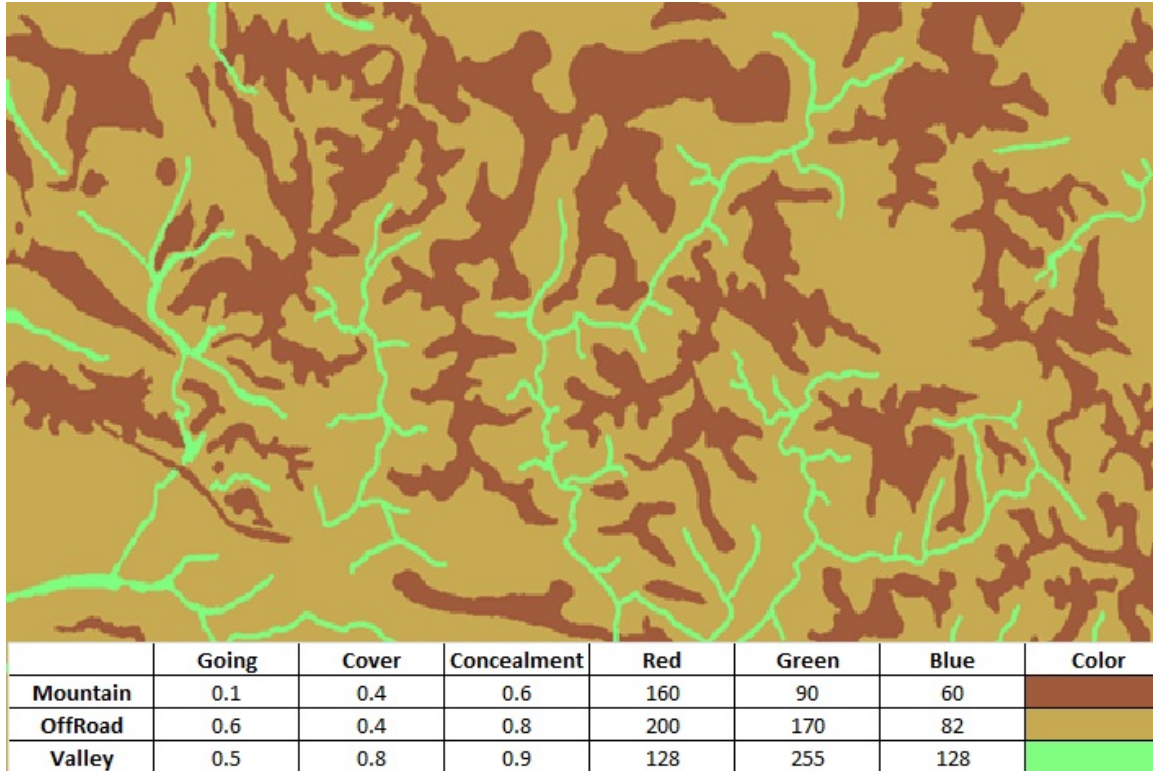 Going Cover Concealment Red Green Blue Color
Mountain 0.1 0.4 0.6 160 90 60
OffRoad 0.6 0.4 0.8 200 170 82
Valley 0.5 0.8 0.9 128 255 128